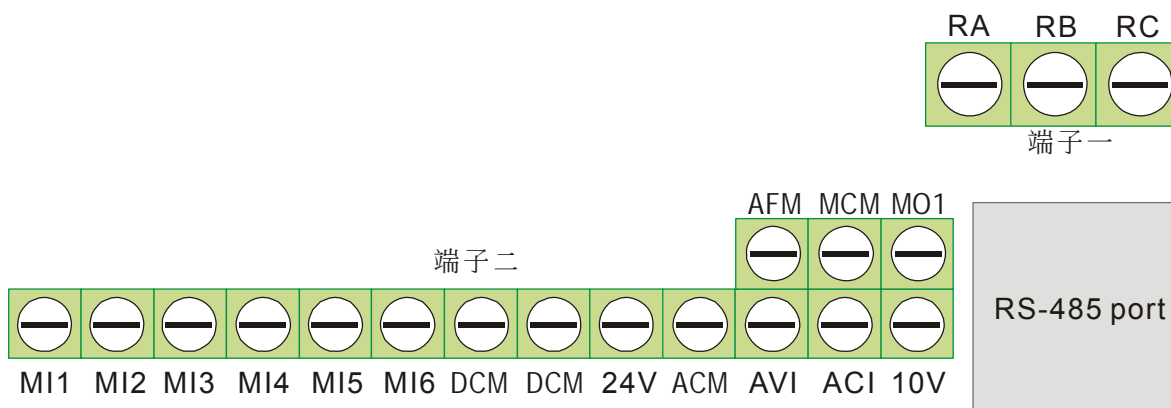 RA RB RC
端子一
AFM MCM MO1
端子二
RS-485 port
MI1 MI2 MI3 MI4 MI5 MI6 DCM DCM 24V ACM AVI ACI 10V